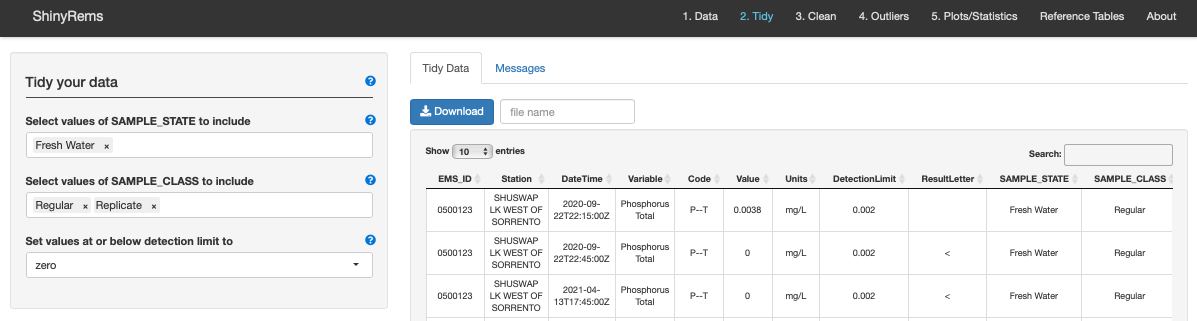 ShinyRems
1. Data 2. Tidy 3. Clean 4. Outliers 5. Plots/Statistics Reference Tables About
Tidy your data ?
Select values of SAMPLE_STATE to include ?
Fresh Water ×
Select values of SAMPLE_CLASS to include ?
Regular × Replicate ×
Set values at or below detection limit to ?
zero
Tidy Data Messages
Download file name
Show 10 entries
Search:
EMS_ID Station DateTime Variable Code Value Units DetectionLimit ResultLetter SAMPLE_STATE SAMPLE_CLASS
SHUSWAP
LK WEST OF
SORRENTO
0500123 2020-09-
22T22:15:00Z Phosphorus
Total P--T 0.0038 mg/L 0.002 Fresh Water Regular
SHUSWAP
LK WEST OF
SORRENTO
0500123 2020-09-
22T22:45:00Z Phosphorus
Total P--T 0 mg/L 0.002 < Fresh Water Regular
SHUSWAP
LK WEST OF
SORRENTO
0500123 2021-04-
13T17:45:00Z Phosphorus
Total P--T 0 mg/L 0.002 < Fresh Water Regular